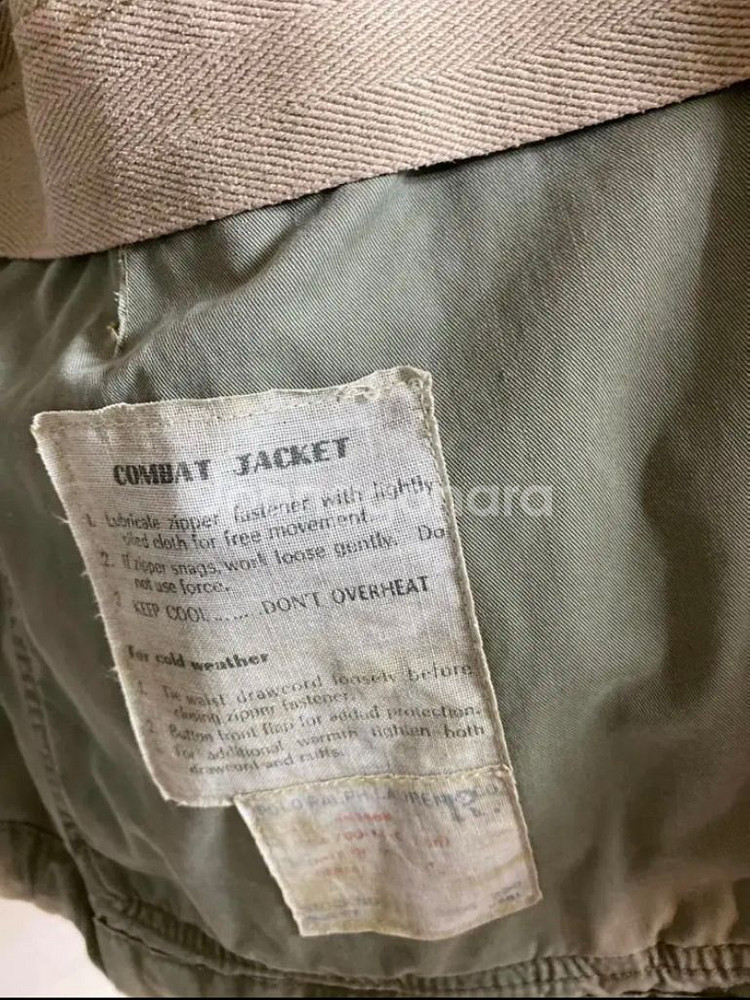 COMBAT JACKET
1. Lubricate zipper fastener with lightly
oiled cloth for free movement.
2. If zipper snags, work loose gently. Do
not use force.
3 KEEP COOL ...... DON'T OVERHEAT
For cold weather
1. Tie waist drawcord loosely before
closing zipper fastener.
2. Button front flap for added protection.
3. For additional warmth tighten both
drawcord and cuffs.
POLO RALPH LAUREN